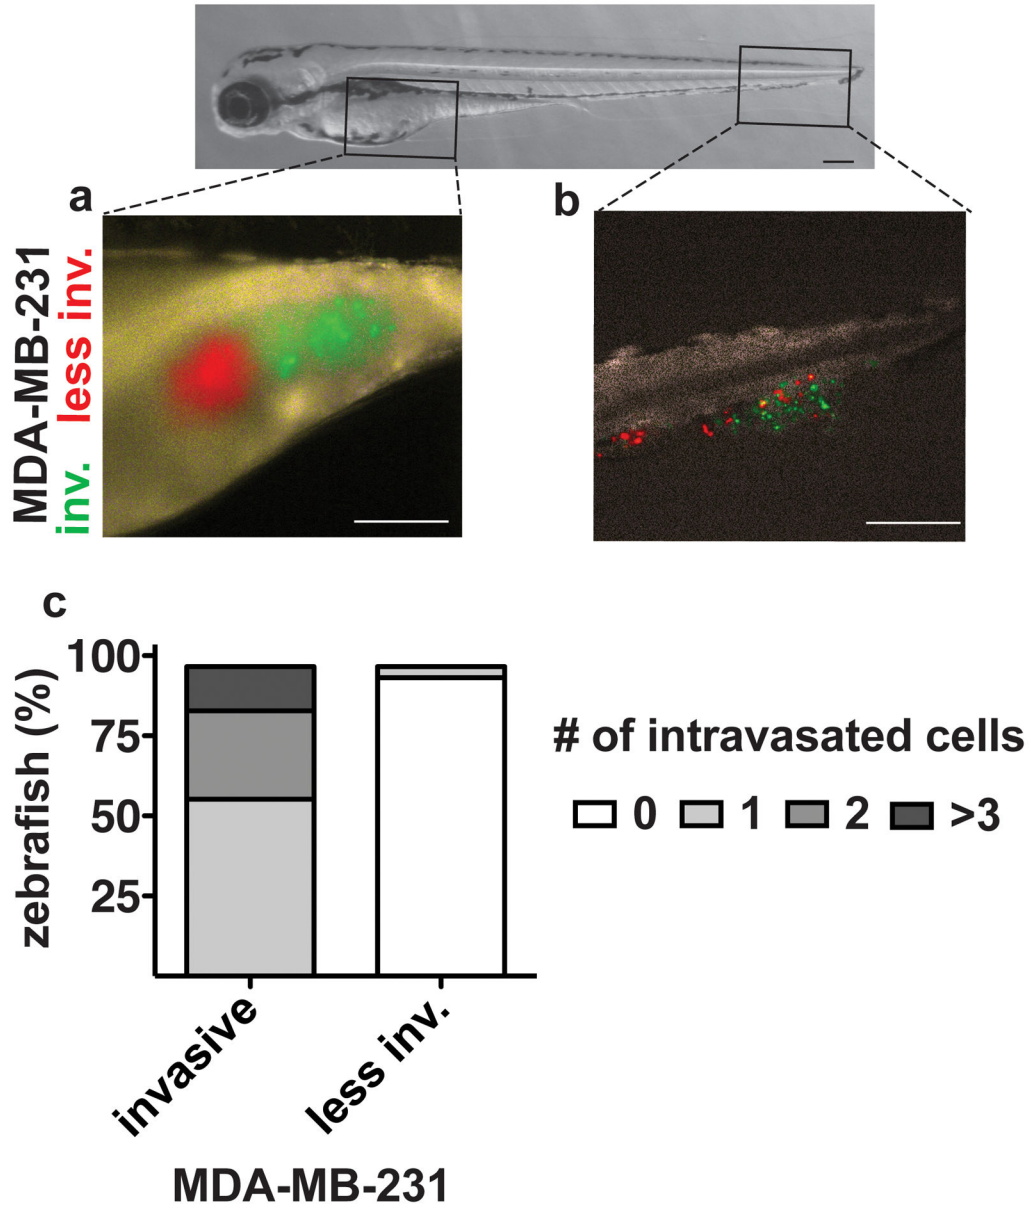 a
b
MDA-MB-231
inv. less inv.
c
100
75
50
25
zebrafish (%)
# of intravasated cells
0 1 2 >3
invasive
less inv.
MDA-MB-231